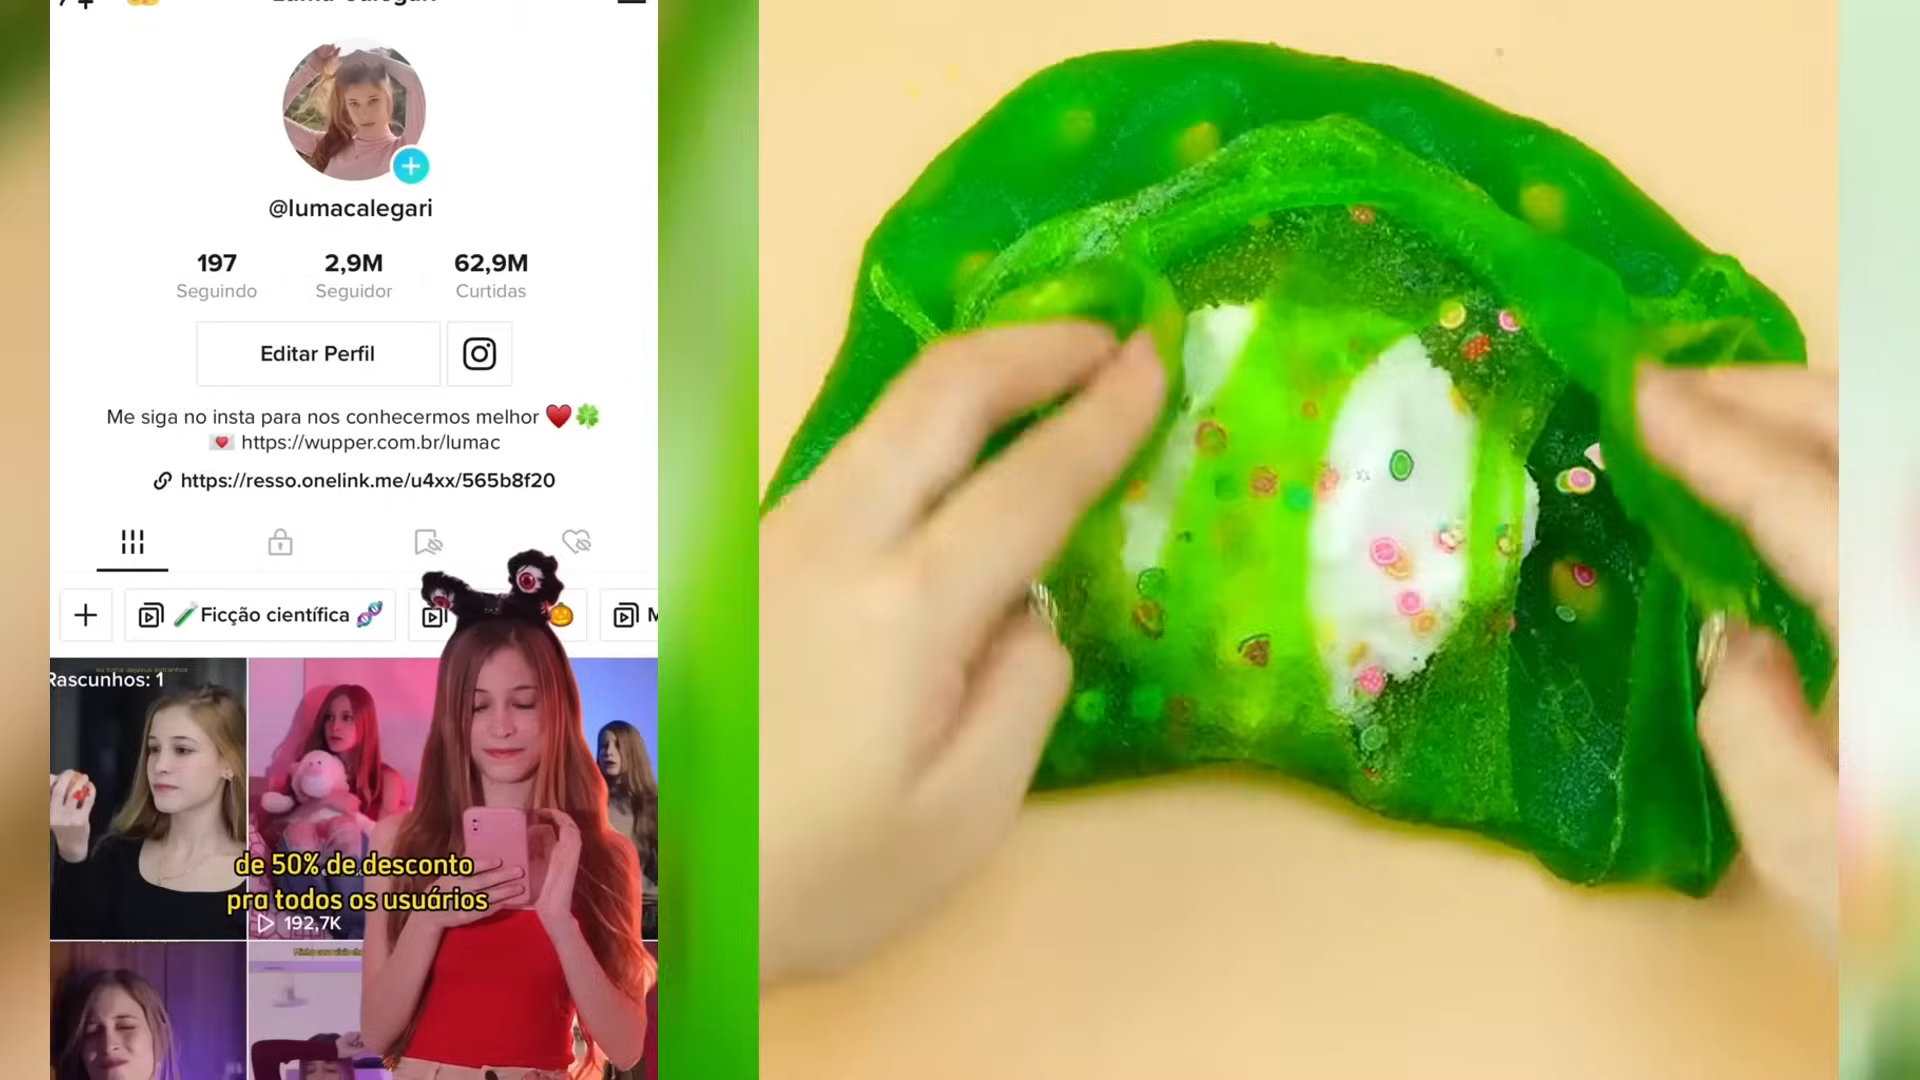 @lumacalegari
197
2,9M
62,9M
Seguindo
Seguidor
Curtidas
Editar Perfil
Me siga no insta para nos conhecermos melhor ❤️🍀
💌 https://wupper.com.br/lumac
https://resso.onelink.me/u4xx/565b8f20
+
🧪Ficção científica 🧬
🎃
M
Rascunhos: 1
de 50% de desconto
pra todos os usuários
192,7K